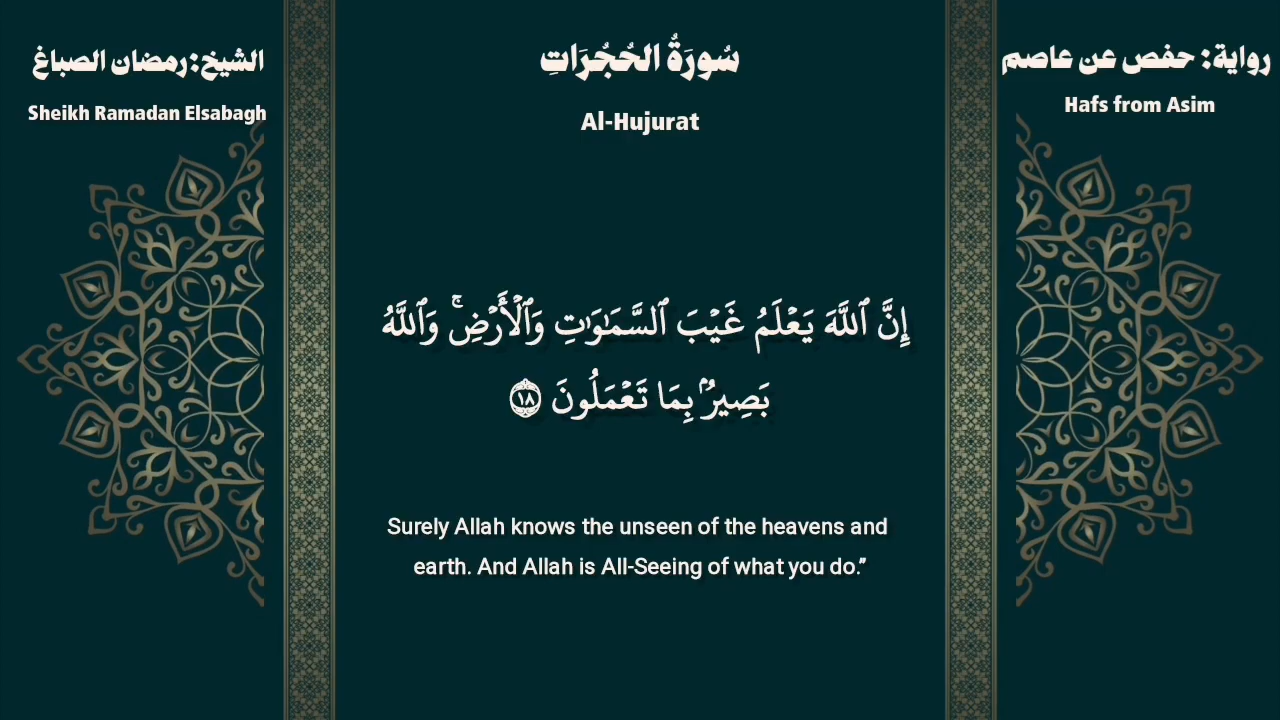 الشيخ:رمضان الصباغ
Sheikh Ramadan Elsabagh
سُورَةُ الحُجُرَاتِ
Al-Hujurat
رواية: حفص عن عاصم
Hafs from Asim
إِنَّ ٱللَّهَ يَعۡلَمُ غَيۡبَ ٱلسَّمَٰوَٰتِ وَٱلۡأَرۡضِۚ وَٱللَّهُ
بَصِيرُۢ بِمَا تَعۡمَلُونَ ١٨
Surely Allah knows the unseen of the heavens and
earth. And Allah is All-Seeing of what you do.”